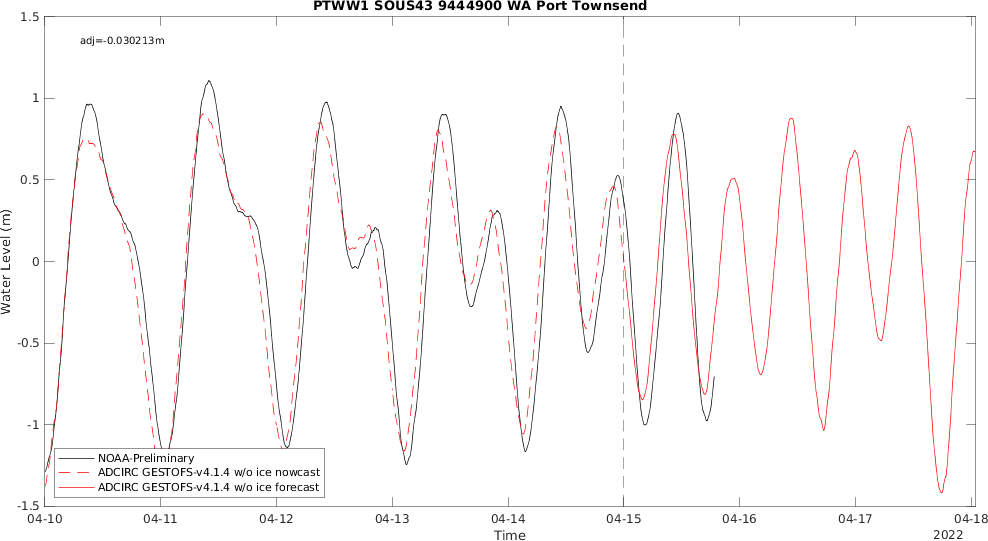 PTWW1 SOUS43 9444900 WA Port Townsend
adj=-0.030213m
Water Level (m)
1.5
1
0.5
0
-0.5
-1
-1.5
NOAA-Preliminary
ADCIRC GESTOFS-v4.1.4 w/o ice nowcast
ADCIRC GESTOFS-v4.1.4 w/o ice forecast
04-10 04-11 04-12 04-13 04-14 04-15 04-16 04-17 04-18
Time
2022